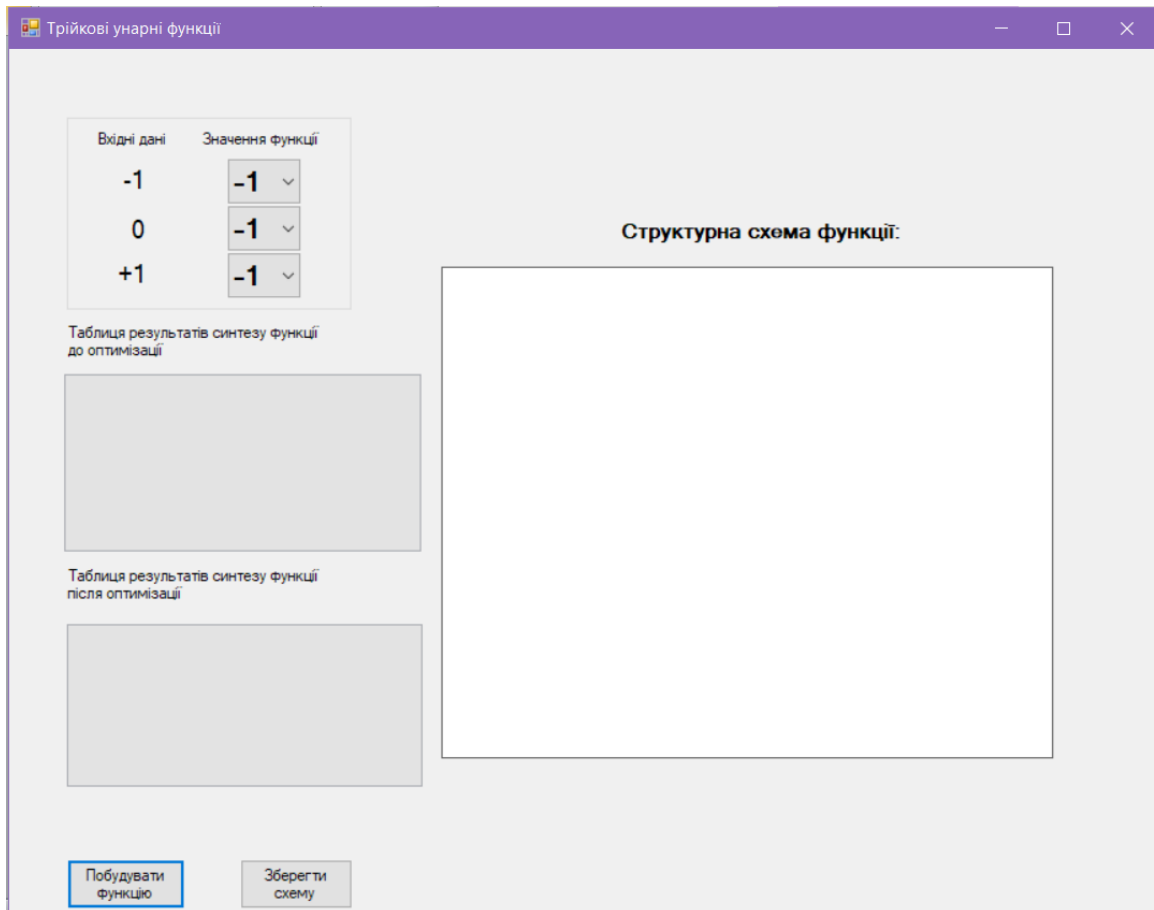 Трійкові унарні функції
Вхідні дані Значення функції
-1 -1
0 -1
+1 -1
Структурна схема функції:
Таблиця результатів синтезу функції
до оптимізації
Таблиця результатів синтезу функції
після оптимізації
Побудувати
функцію
Зберегти
схему